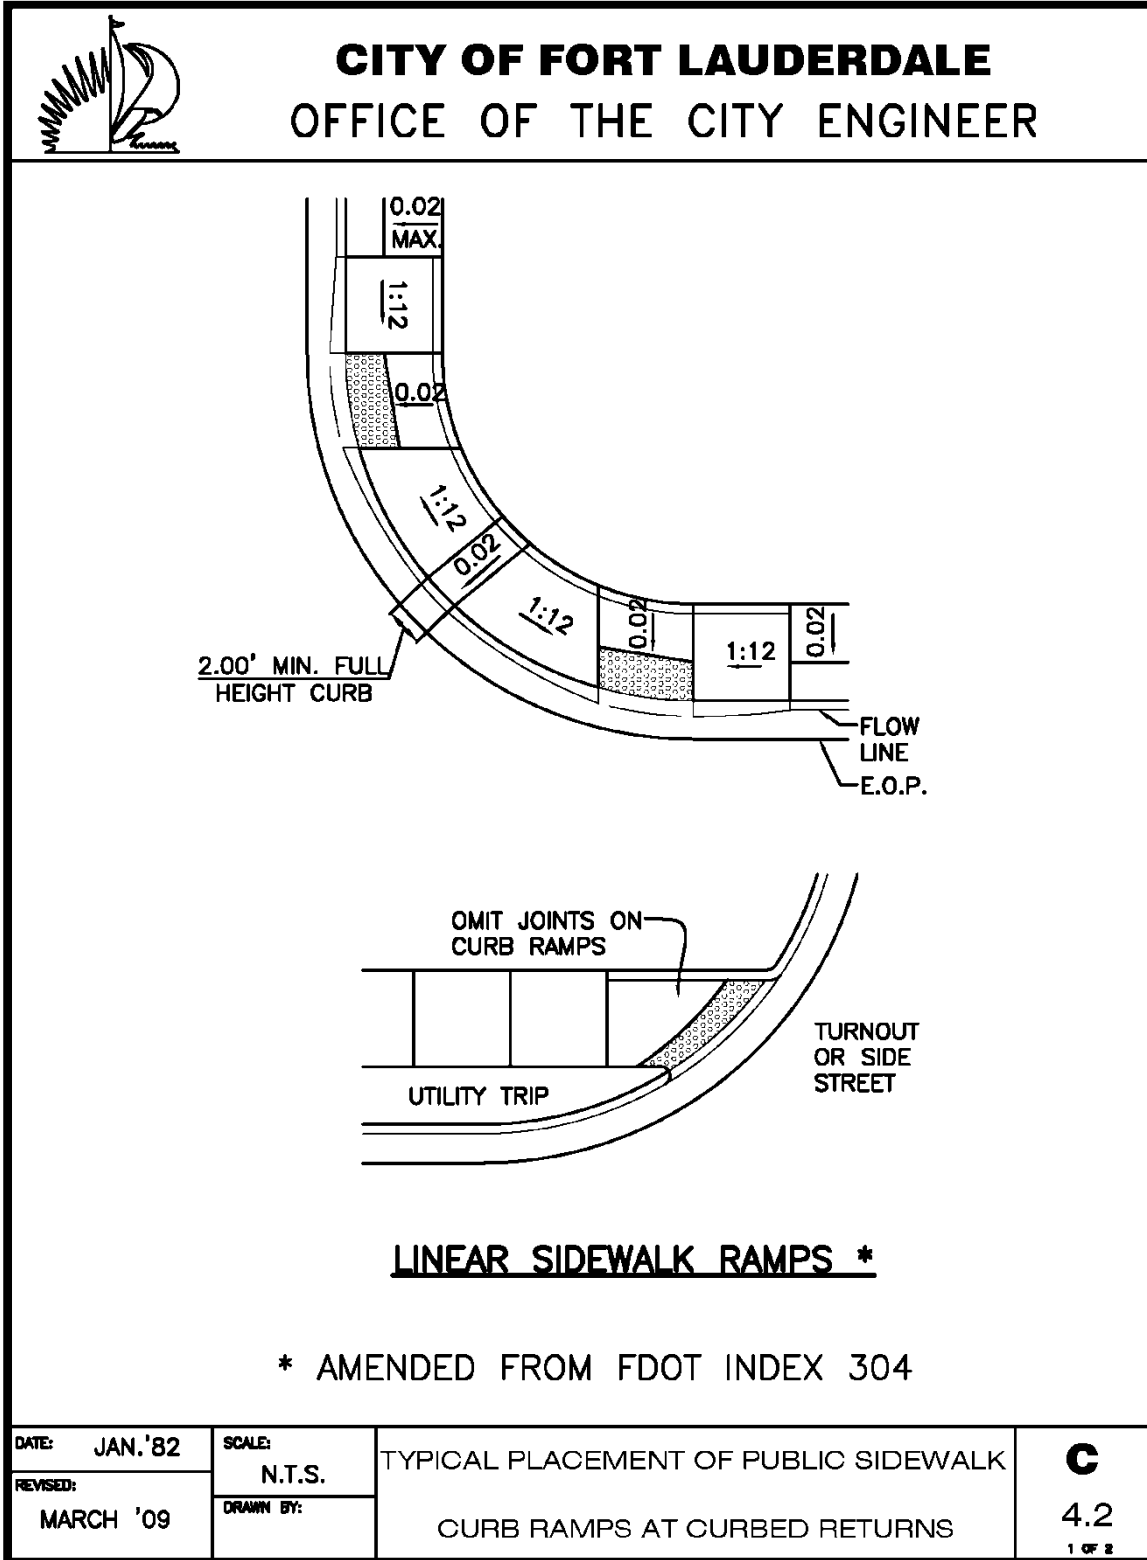 CITY OF FORT LAUDERDALE
OFFICE OF THE CITY ENGINEER
0.02
MAX.
1:12
0.02
1:12
0.02
1:12
0.02
1:12
0.02
2.00' MIN. FULL
HEIGHT CURB
FLOW
LINE
E.O.P.
OMIT JOINTS ON
CURB RAMPS
TURNOUT
OR SIDE
STREET
UTILITY TRIP
LINEAR SIDEWALK RAMPS *
* AMENDED FROM FDOT INDEX 304
DATE: JAN.'82
REVISED:
MARCH '09
SCALE:
N.T.S.
DRAWN BY:
TYPICAL PLACEMENT OF PUBLIC SIDEWALK
CURB RAMPS AT CURBED RETURNS
C
4.2
1 OF 2